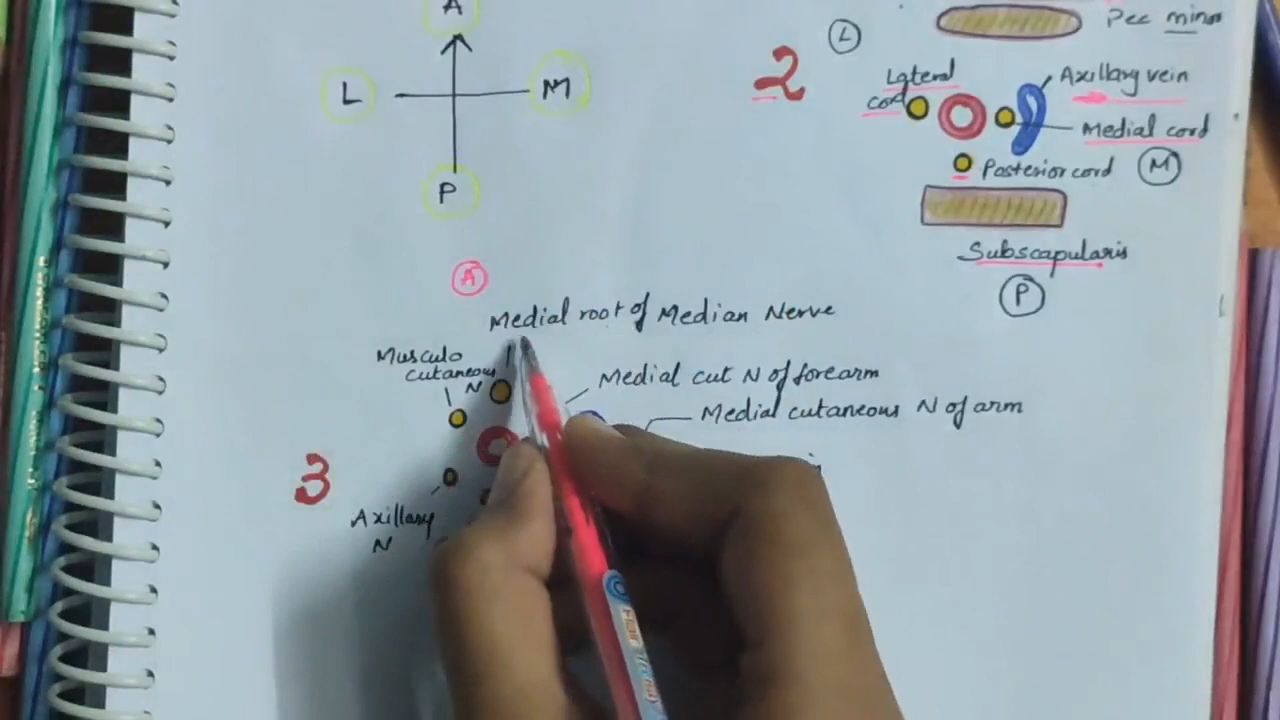 A
L
M
P
2
L
Pec minor
Lateral
cord
Axillary vein
Medial cord
M
Posterior cord
Subscapularis
P
A
Medial root of Median Nerve
Musculo
cutaneous
N
Medial cut N of forearm
Medial cutaneous N of arm
3
Axillary
N